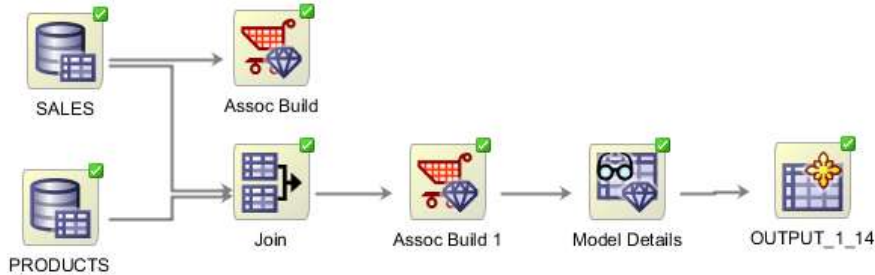 SALES
Assoc Build
PRODUCTS
Join
Assoc Build 1
Model Details
OUTPUT_1_14